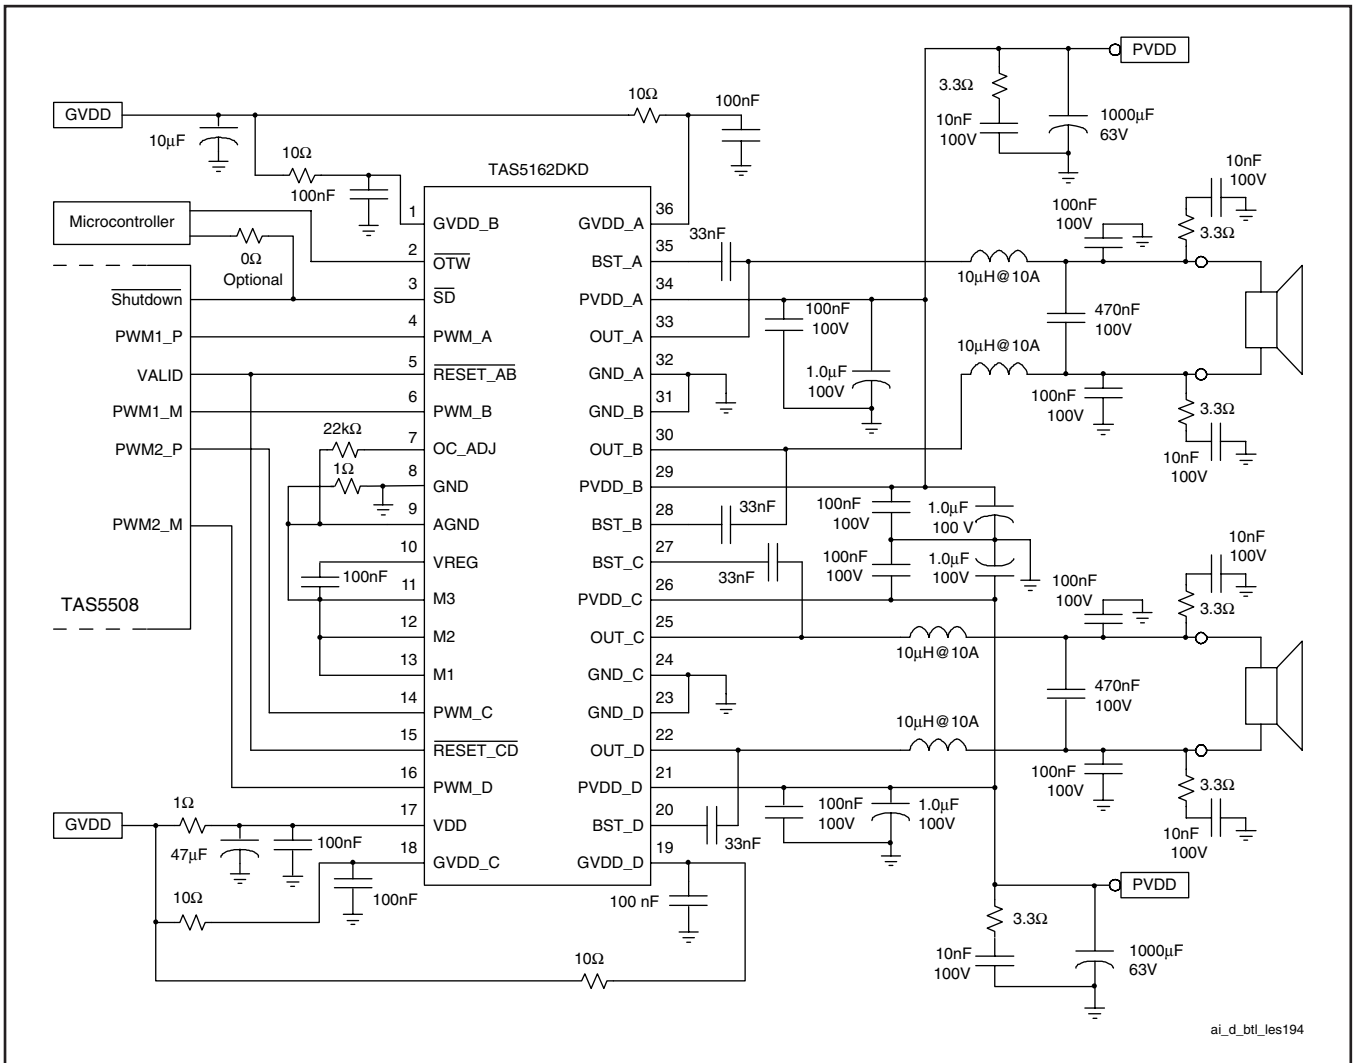 PVDD
3.3Ω
10nF
100V
1000µF
63V
GVDD
10µF
10Ω
100nF
10Ω
100nF
TAS5162DKD
Microcontroller
0Ω
Optional
Shutdown
PWM1_P
VALID
PWM1_M
PWM2_P
PWM2_M
TAS5508
1
GVDD_B
2
OTW
3
SD
4
PWM_A
5
RESET_AB
6
PWM_B
7
OC_ADJ
8
GND
9
AGND
10
VREG
11
M3
12
M2
13
M1
14
PWM_C
15
RESET_CD
16
PWM_D
17
VDD
18
GVDD_C
22kΩ
1Ω
100nF
36
GVDD_A
35
BST_A
34
PVDD_A
33
OUT_A
32
GND_A
31
GND_B
30
OUT_B
29
PVDD_B
28
BST_B
27
BST_C
26
PVDD_C
25
OUT_C
24
GND_C
23
GND_D
22
OUT_D
21
PVDD_D
20
BST_D
19
GVDD_D
33nF
10µH@10A
100nF
100V
10nF
100V
3.3Ω
100nF
100V
1.0µF
100V
470nF
100V
10µH@10A
100nF
100V
3.3Ω
10nF
100V
33nF
100nF
100V
1.0µF
100 V
33nF
100nF
100V
1.0µF
100V
10nF
100V
100nF
100V
3.3Ω
10µH@10A
470nF
100V
10µH@10A
100nF
100V
3.3Ω
10nF
100V
100nF
100V
1.0µF
100V
33nF
GVDD
1Ω
47µF
100nF
10Ω
100nF
100 nF
10Ω
PVDD
3.3Ω
10nF
100V
1000µF
63V
ai_d_btl_les194